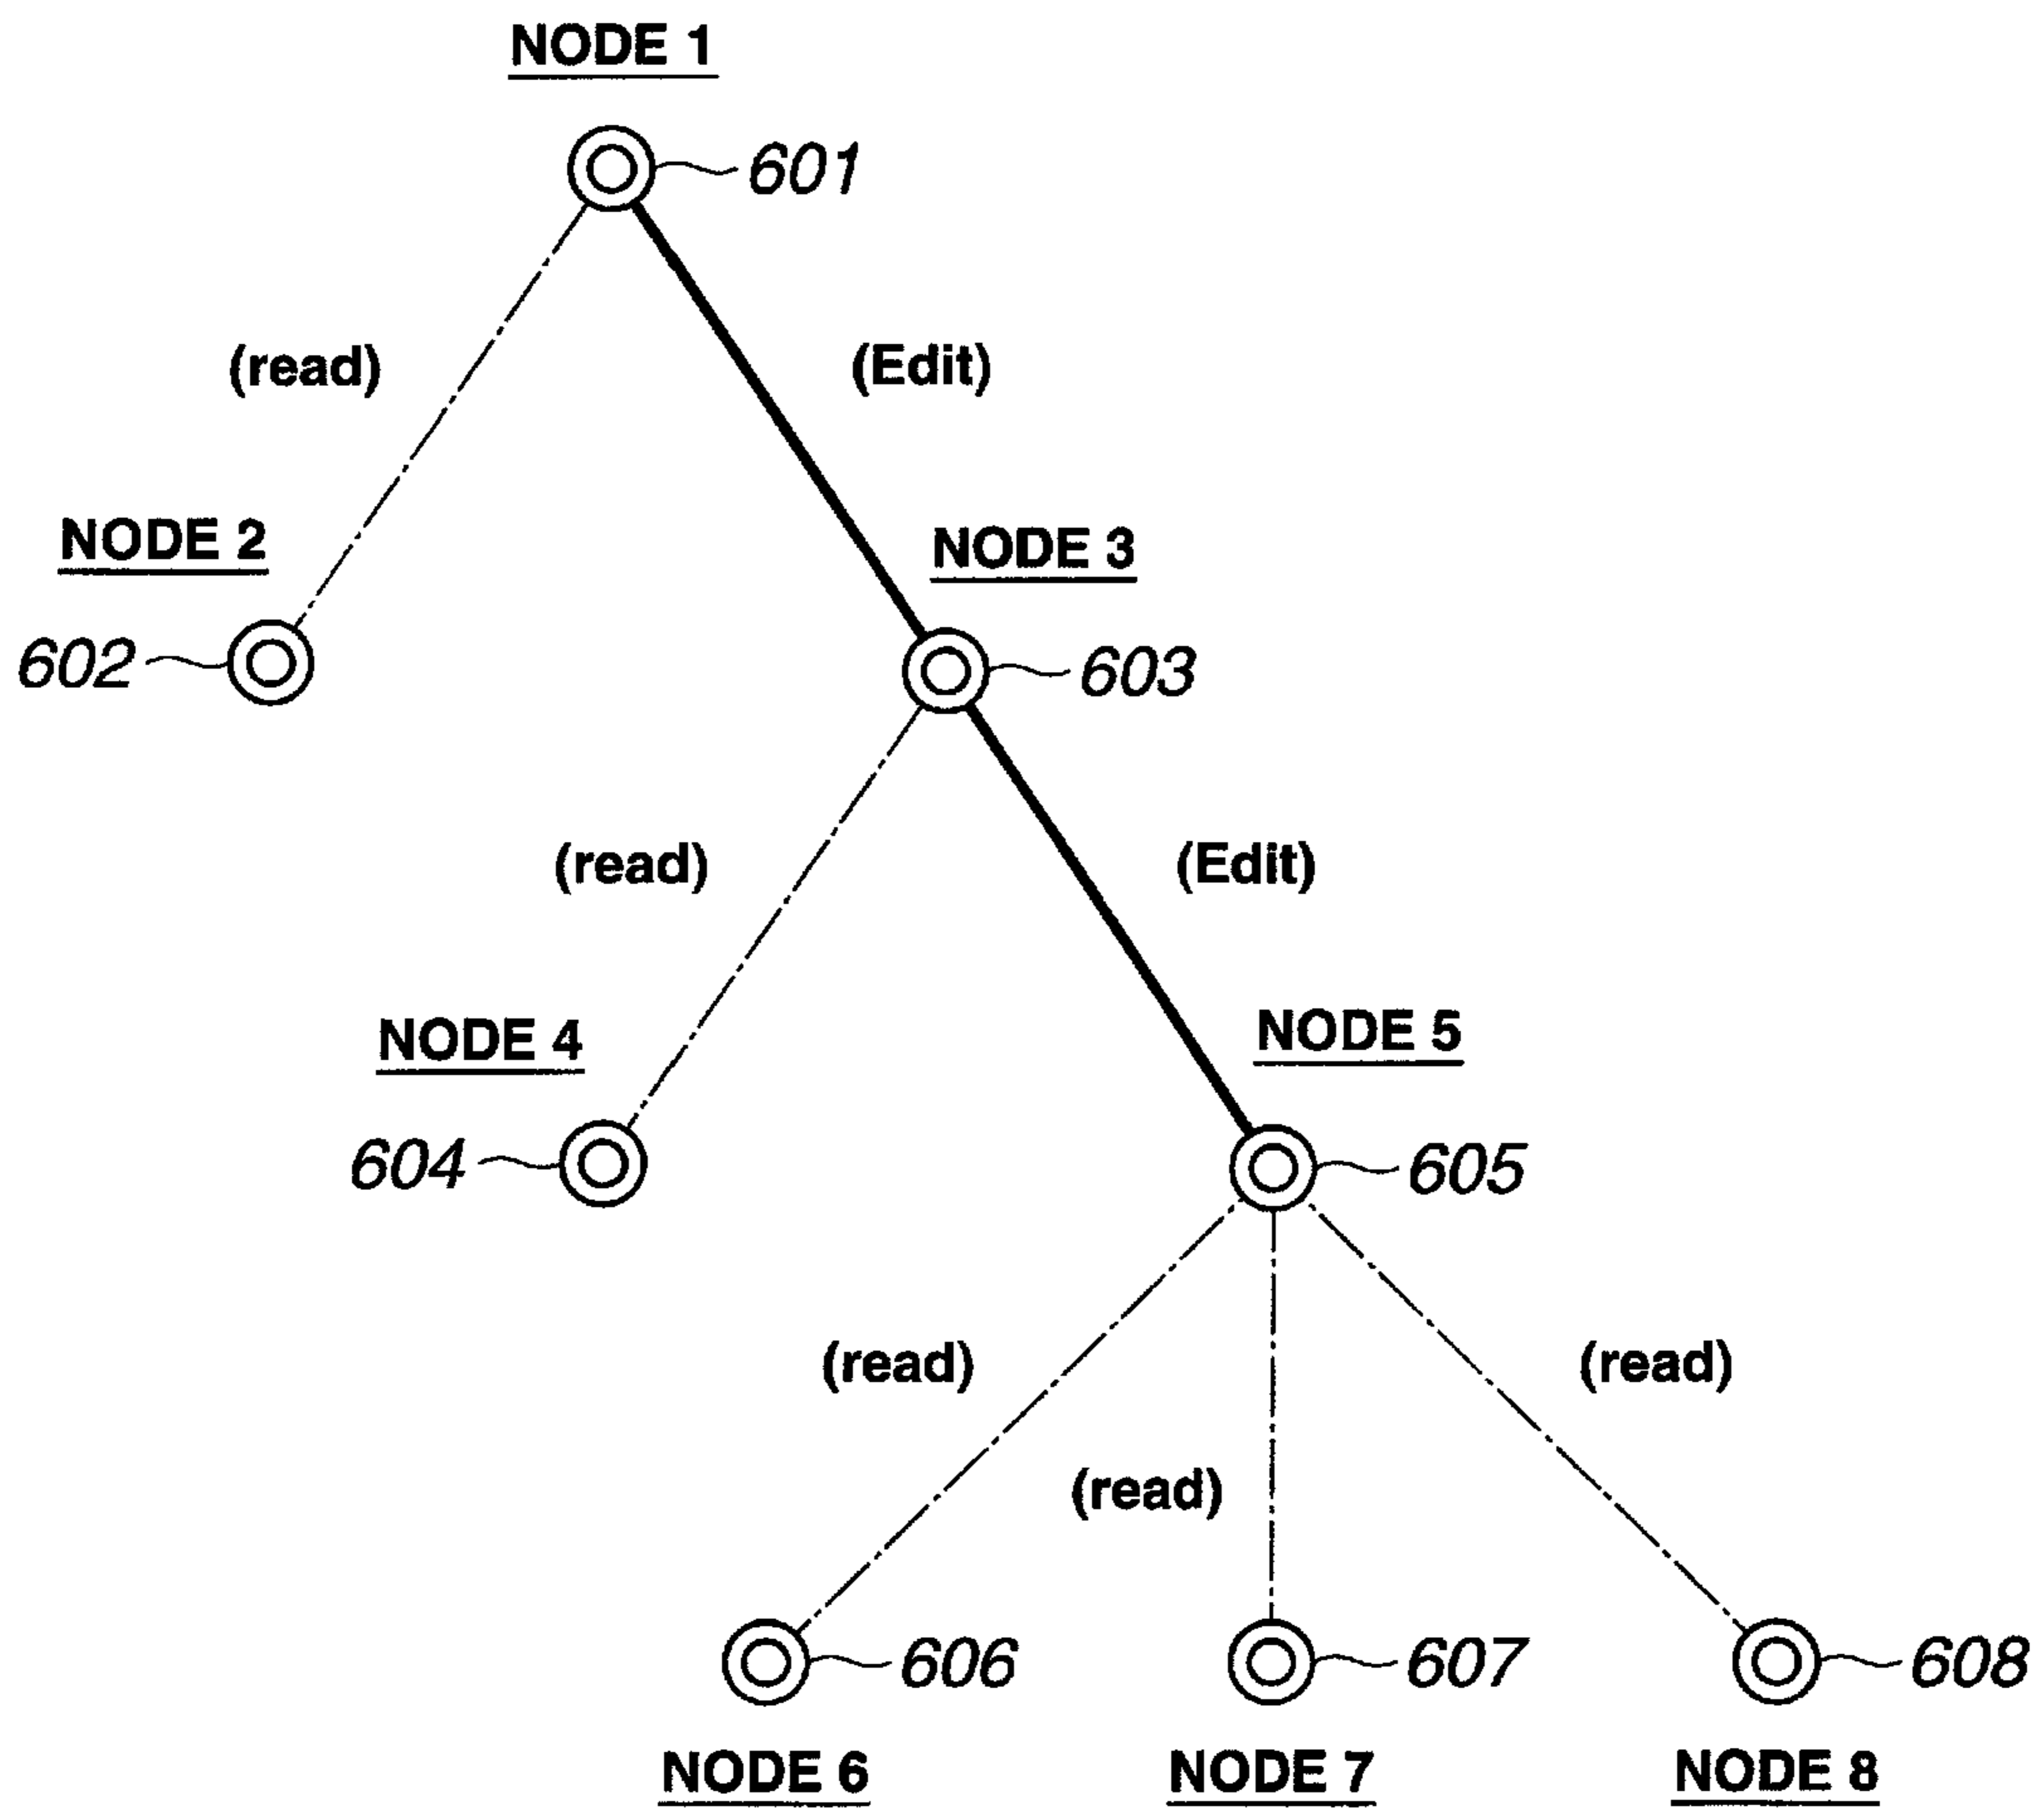 NODE 1
601
(read)
(Edit)
NODE 2
NODE 3
602
603
(read)
(Edit)
NODE 4
NODE 5
604
605
(read)
(read)
(read)
606
607
608
NODE 6
NODE 7
NODE 8